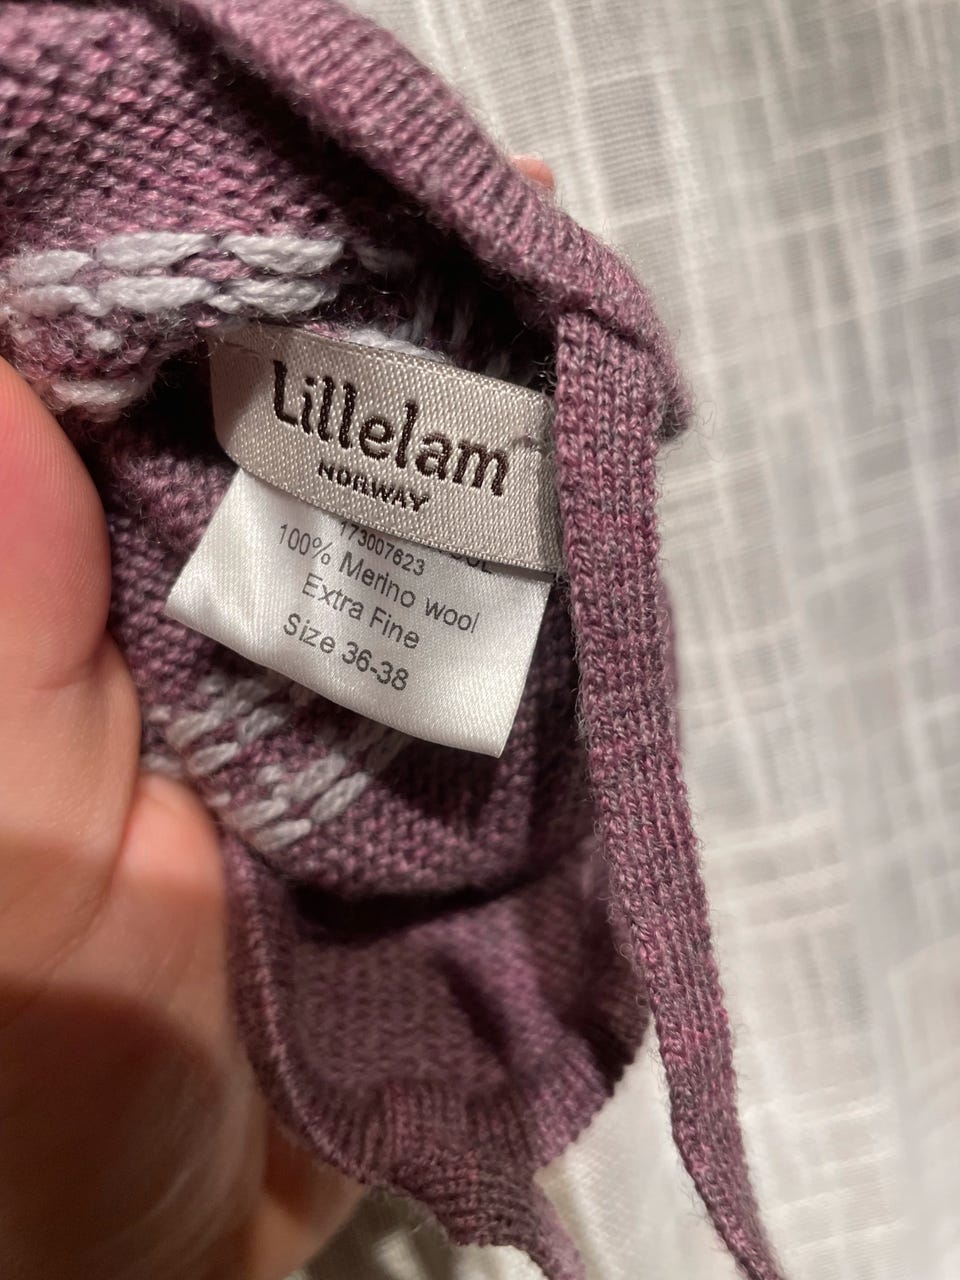 Lillelam
NORWAY
173007623
100% Merino wool
Extra Fine
Size 36-38